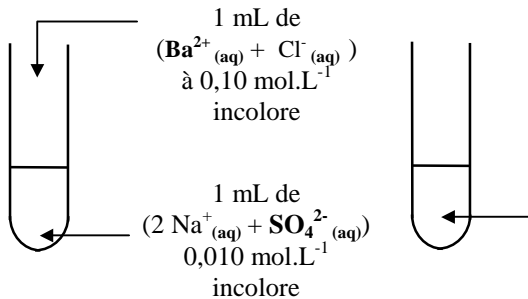 1 mL de
(Ba²⁺ (aq) + Cl⁻ (aq) )
à 0,10 mol.L⁻¹
incolore
1 mL de
(2 Na⁺(aq) + SO₄²⁻ (aq))
0,010 mol.L⁻¹
incolore